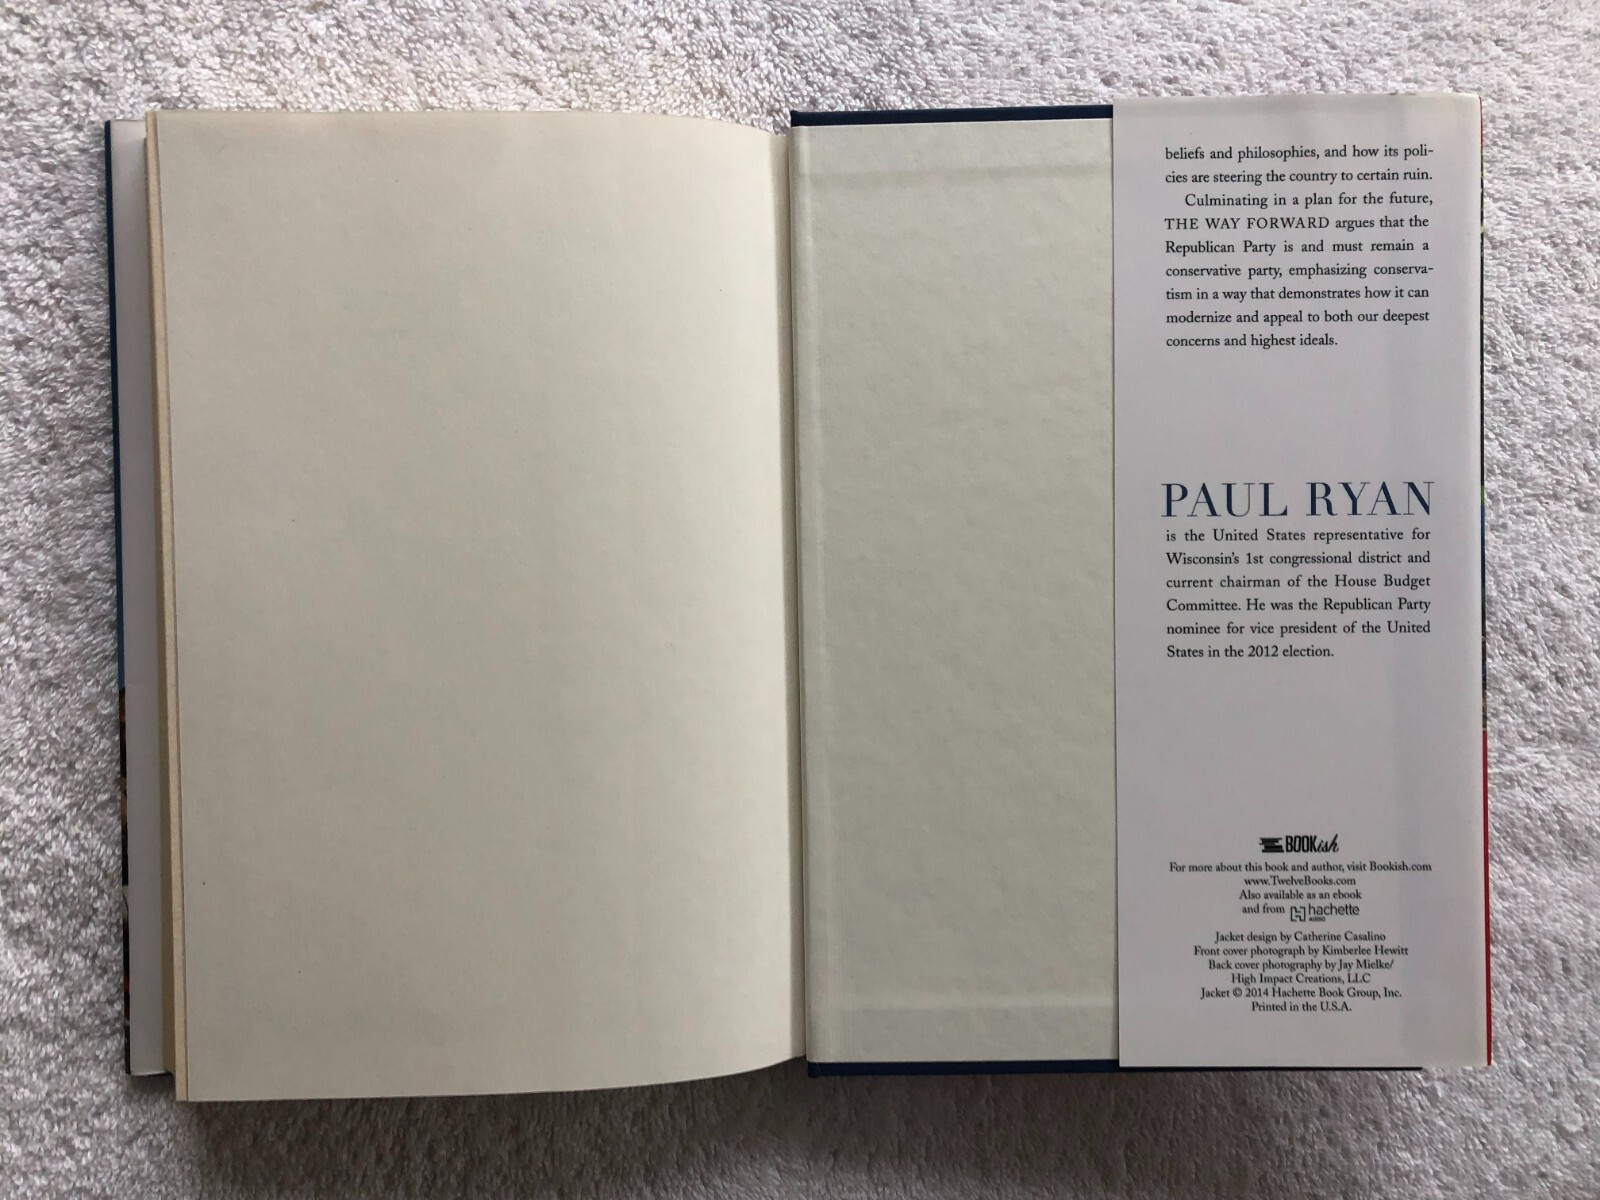 beliefs and philosophies, and how its poli-
cies are steering the country to certain ruin.
Culminating in a plan for the future,
THE WAY FORWARD argues that the
Republican Party is and must remain a
conservative party, emphasizing conserva-
tism in a way that demonstrates how it can
modernize and appeal to both our deepest
concerns and highest ideals.
PAUL RYAN
is the United States representative for
Wisconsin's 1st congressional district and
current chairman of the House Budget
Committee. He was the Republican Party
nominee for vice president of the United
States in the 2012 election.
BOOKish
For more about this book and author, visit Bookish.com
www.TwelveBooks.com
Also available as an ebook
and from hachette
AUDIO
Jacket design by Catherine Casalino
Front cover photograph by Kimberlee Hewitt
Back cover photography by Jay Mielke/
High Impact Creations, LLC
Jacket © 2014 Hachette Book Group, Inc.
Printed in the U.S.A.